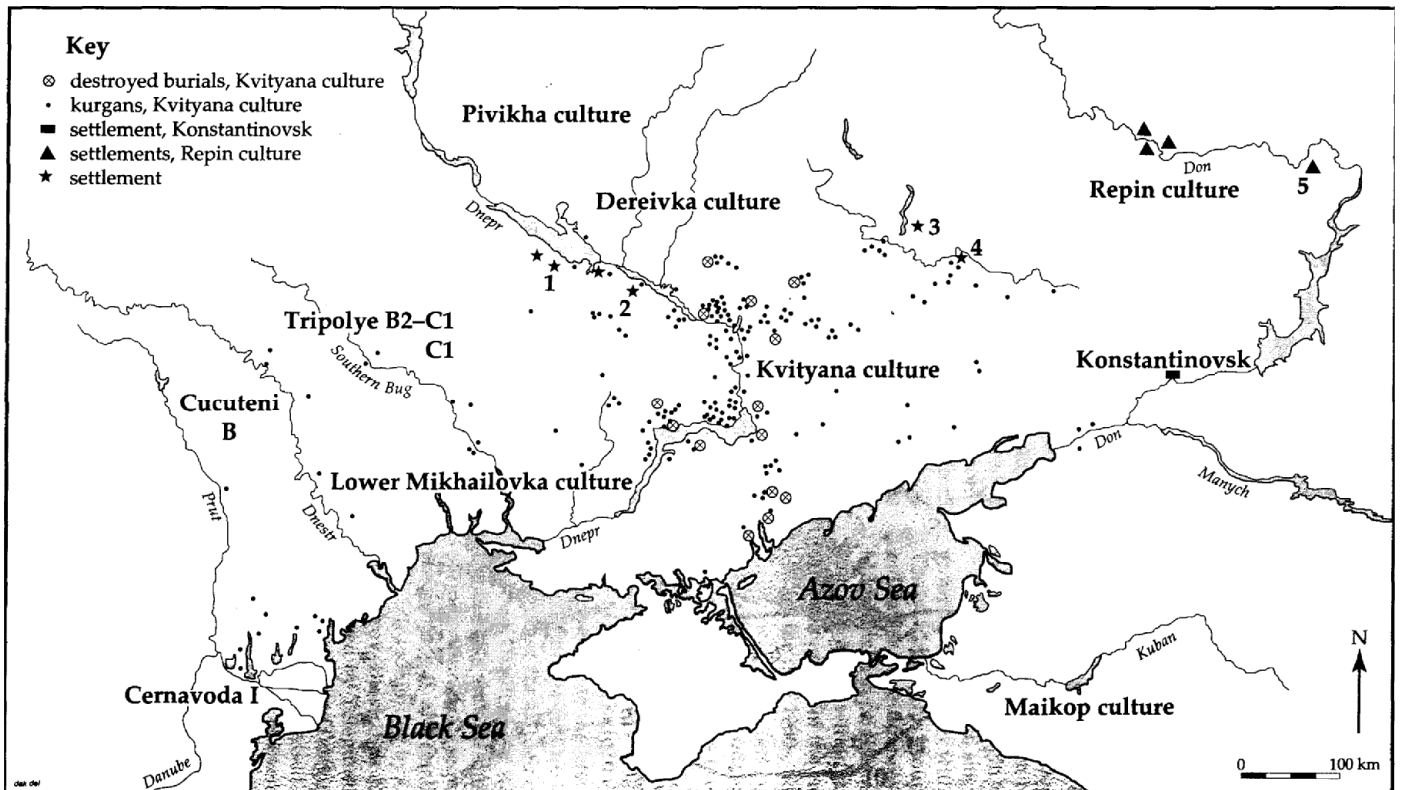 Key
destroyed burials, Kvityana culture
kurgans, Kvityana culture
settlement, Konstantinovsk
settlements, Repin culture
settlement
Pivikha culture
Dereivka culture
Dnepr
Don
Repin culture
5
3
4
1
2
Tripolye B2–C1
C1
Southern Bug
Kvityana culture
Konstantinovsk
Cucuteni
B
Lower Mikhailovka culture
Don
Manych
Prut
Dnestr
Dnepr
Azov Sea
Kuban
N
Cernavoda I
Black Sea
Maikop culture
Danube
0 100 km
dak del